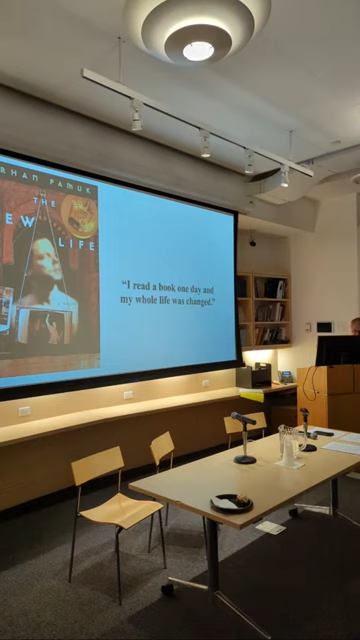 RHAN PAMUK
THE
EW
LIFE
“I read a book one day and
my whole life was changed.”